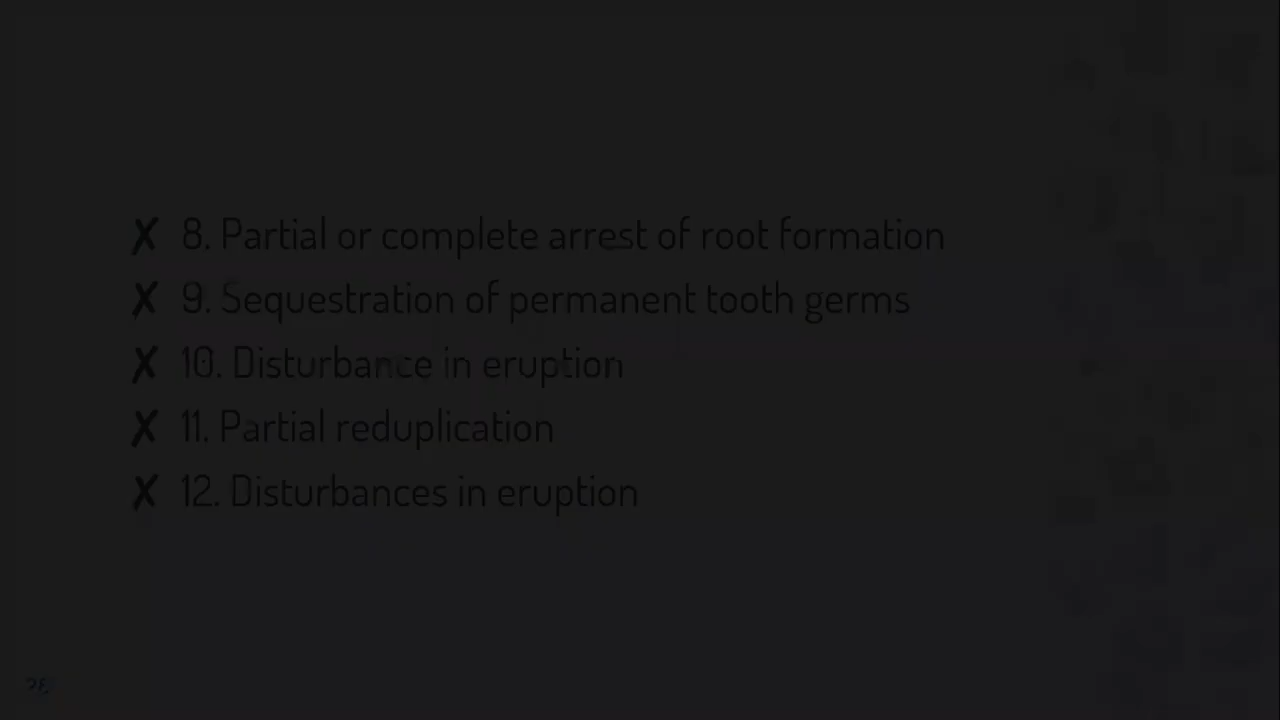 ✗ 8. Partial or complete arrest of root formation
✗ 9. Sequestration of permanent tooth germs
✗ 10. Disturbance in eruption
✗ 11. Partial reduplication
✗ 12. Disturbances in eruption